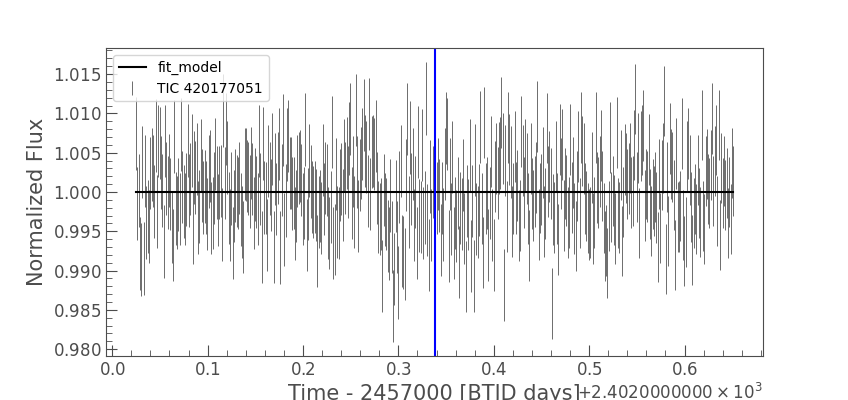 fit_model
TIC 420177051
1.015
1.010
1.005
1.000
0.995
0.990
0.985
0.980
Normalized Flux
0.0 0.1 0.2 0.3 0.4 0.5 0.6
Time - 2457000 [BTJD days]
+2.4020000000 × 10³